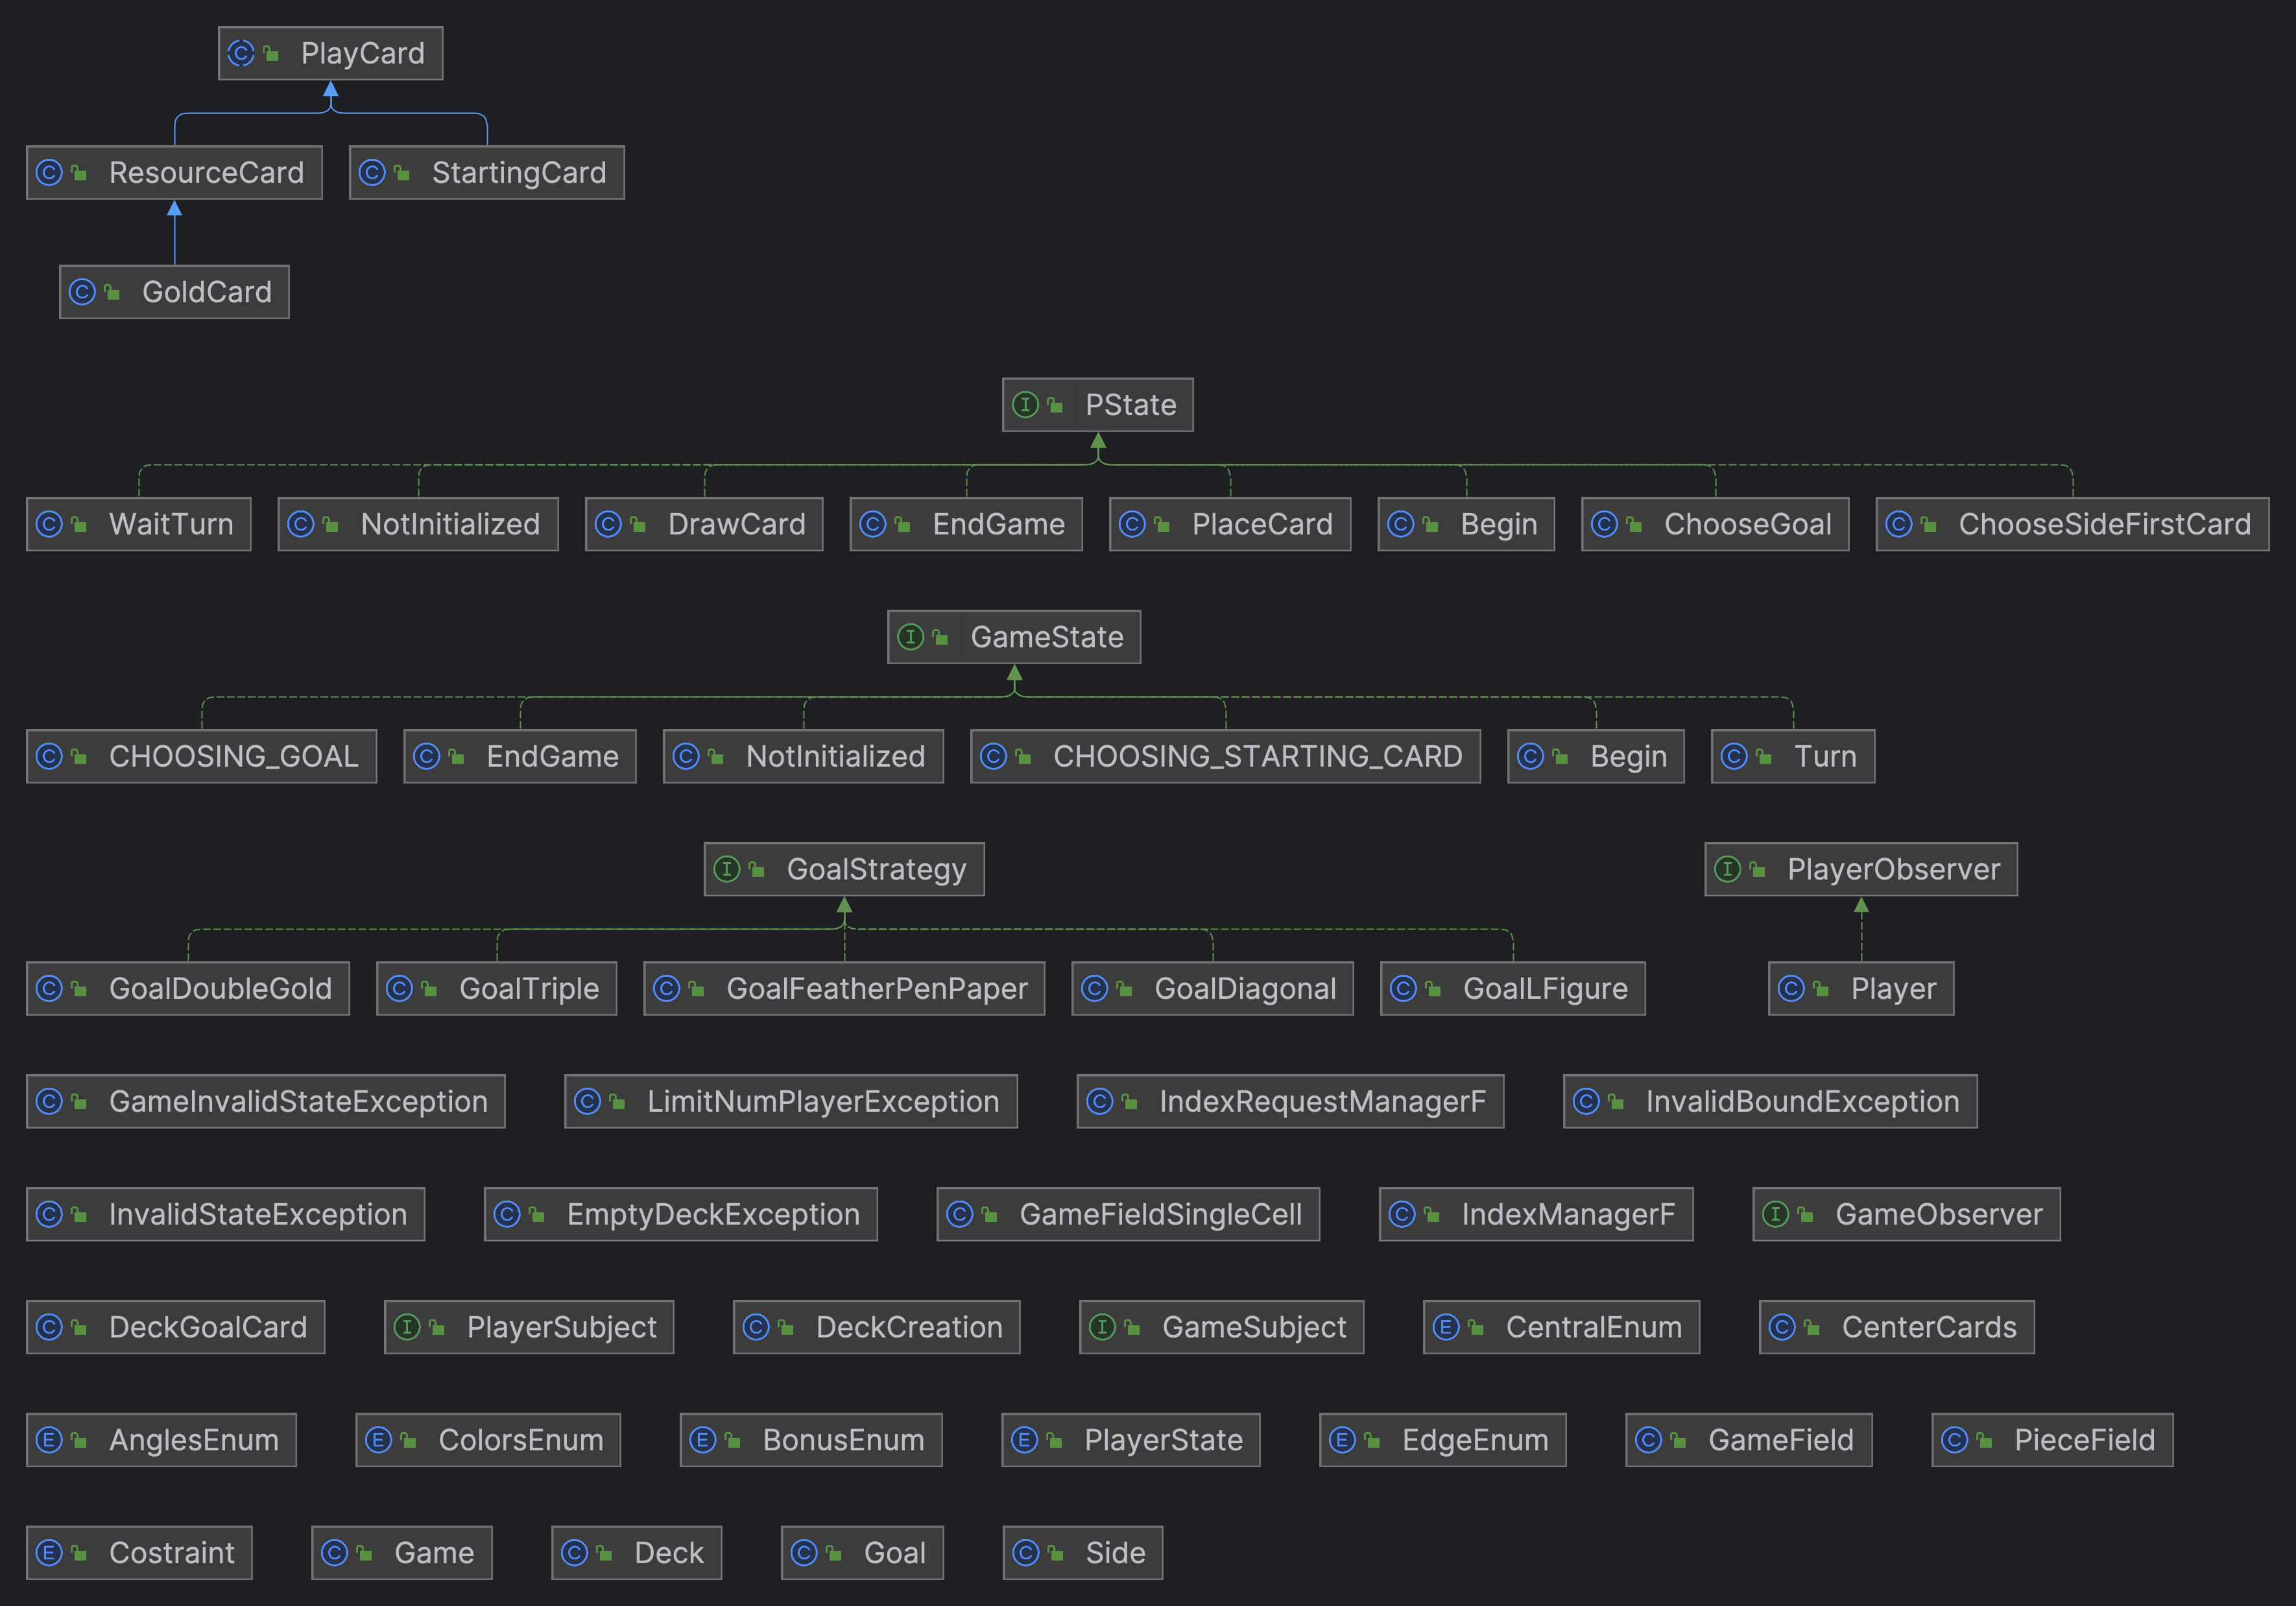 PlayCard
ResourceCard StartingCard
GoldCard
PState
WaitTurn NotInitialized DrawCard EndGame PlaceCard Begin ChooseGoal ChooseSideFirstCard
GameState
CHOOSING_GOAL EndGame NotInitialized CHOOSING_STARTING_CARD Begin Turn
GoalStrategy PlayerObserver
GoalDoubleGold GoalTriple GoalFeatherPenPaper GoalDiagonal GoalLFigure Player
GameInvalidStateException LimitNumPlayerException IndexRequestManagerF InvalidBoundException
InvalidStateException EmptyDeckException GameFieldSingleCell IndexManagerF GameObserver
DeckGoalCard PlayerSubject DeckCreation GameSubject CentralEnum CenterCards
AnglesEnum ColorsEnum BonusEnum PlayerState EdgeEnum GameField PieceField
Costraint Game Deck Goal Side